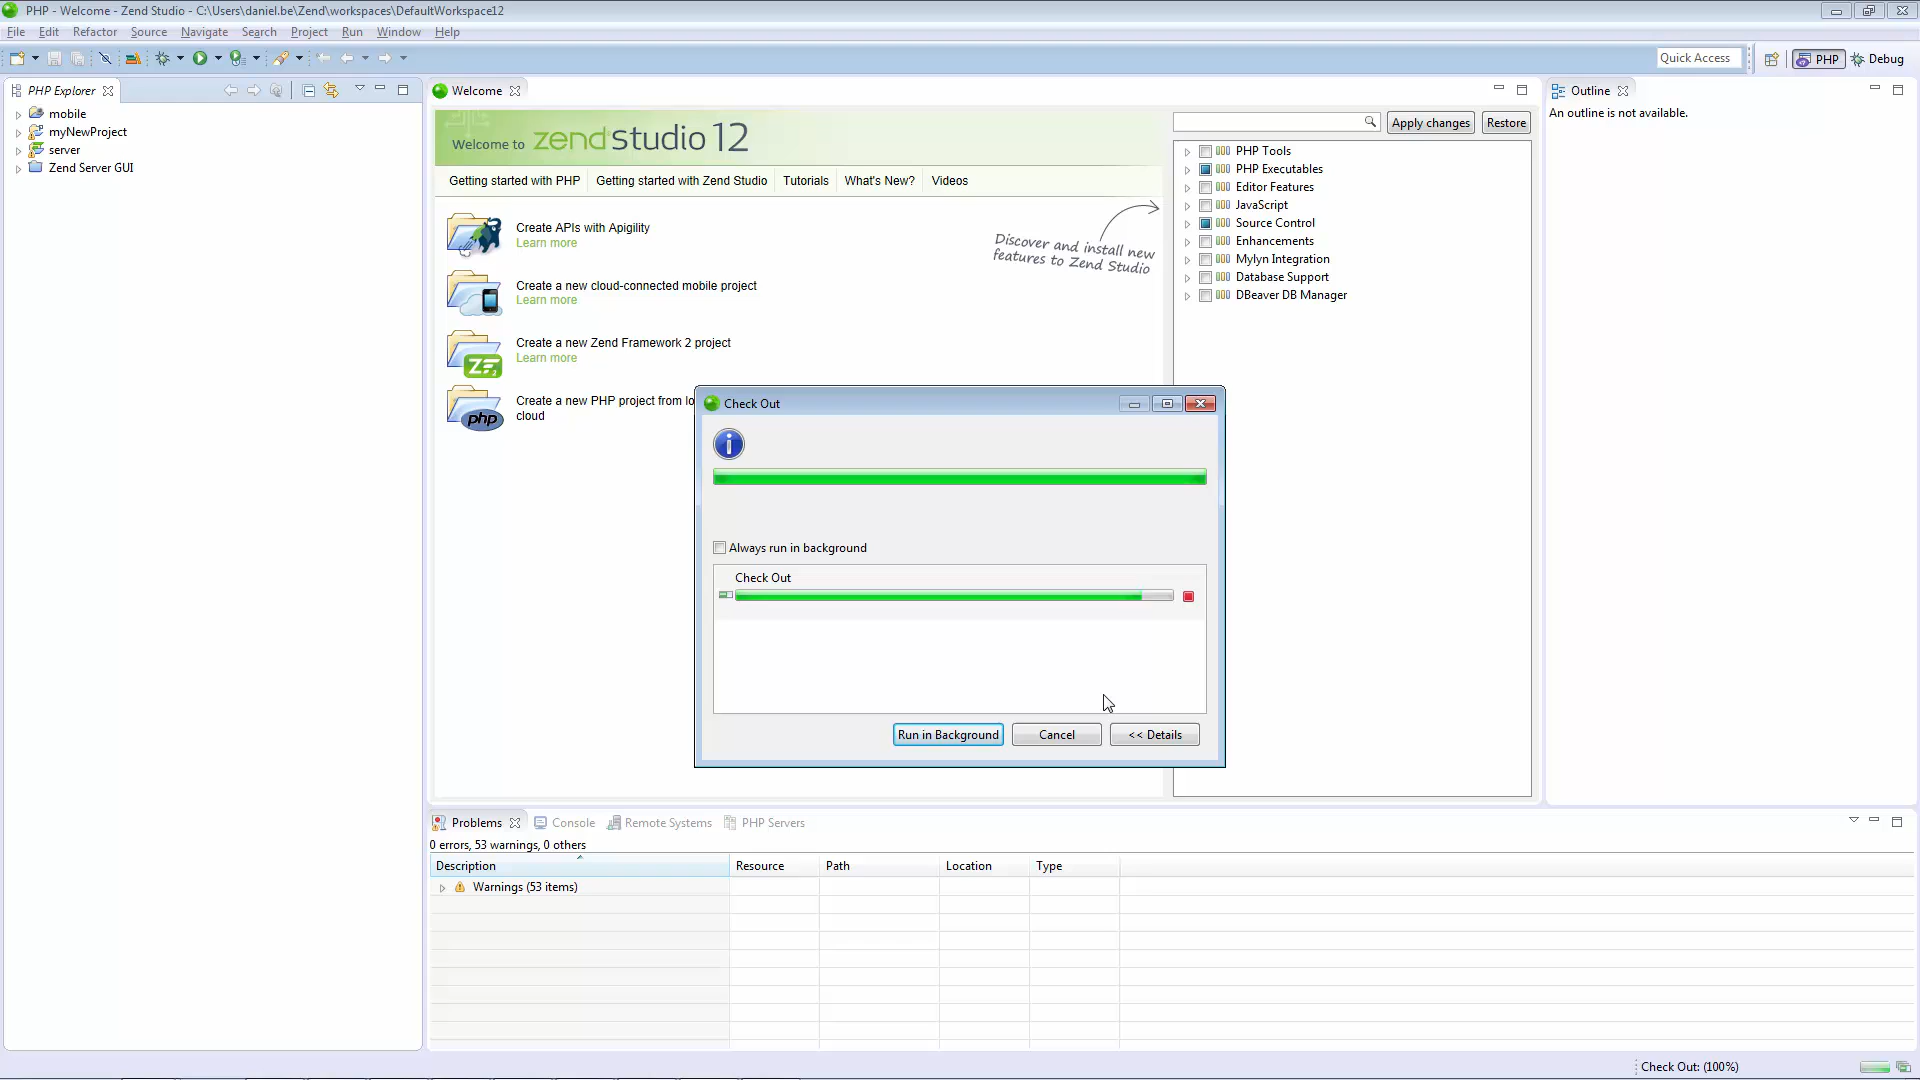 PHP - Welcome - Zend Studio - C:\Users\daniel.be\Zend\workspaces\DefaultWorkspace12
File Edit Refactor Source Navigate Search Project Run Window Help
Quick Access
PHP
Debug
PHP Explorer
mobile
myNewProject
server
Zend Server GUI
Welcome
Welcome to zend studio 12
Getting started with PHP
Getting started with Zend Studio
Tutorials
What's New?
Videos
Create APIs with Apigility
Learn more
Create a new cloud-connected mobile project
Learn more
Create a new Zend Framework 2 project
Learn more
Create a new PHP project from lo
cloud
php
Discover and install new
features to Zend Studio
Apply changes
Restore
PHP Tools
PHP Executables
Editor Features
JavaScript
Source Control
Enhancements
Mylyn Integration
Database Support
DBeaver DB Manager
Outline
An outline is not available.
Check Out
Always run in background
Check Out
Run in Background
Cancel
<< Details
Problems
Console
Remote Systems
PHP Servers
0 errors, 53 warnings, 0 others
Description Resource Path Location Type
Warnings (53 items)
Check Out: (100%)